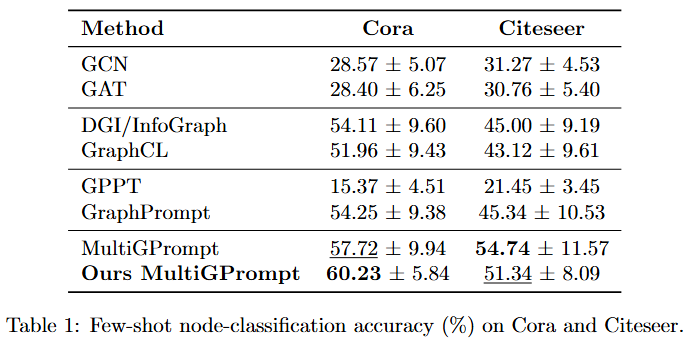 Method Cora Citeseer
GCN 28.57 ± 5.07 31.27 ± 4.53
GAT 28.40 ± 6.25 30.76 ± 5.40
DGI/InfoGraph 54.11 ± 9.60 45.00 ± 9.19
GraphCL 51.96 ± 9.43 43.12 ± 9.61
GPPT 15.37 ± 4.51 21.45 ± 3.45
GraphPrompt 54.25 ± 9.38 45.34 ± 10.53
MultiGPrompt 57.72 ± 9.94 54.74 ± 11.57
Ours MultiGPrompt 60.23 ± 5.84 51.34 ± 8.09
Table 1: Few-shot node-classification accuracy (%) on Cora and Citeseer.